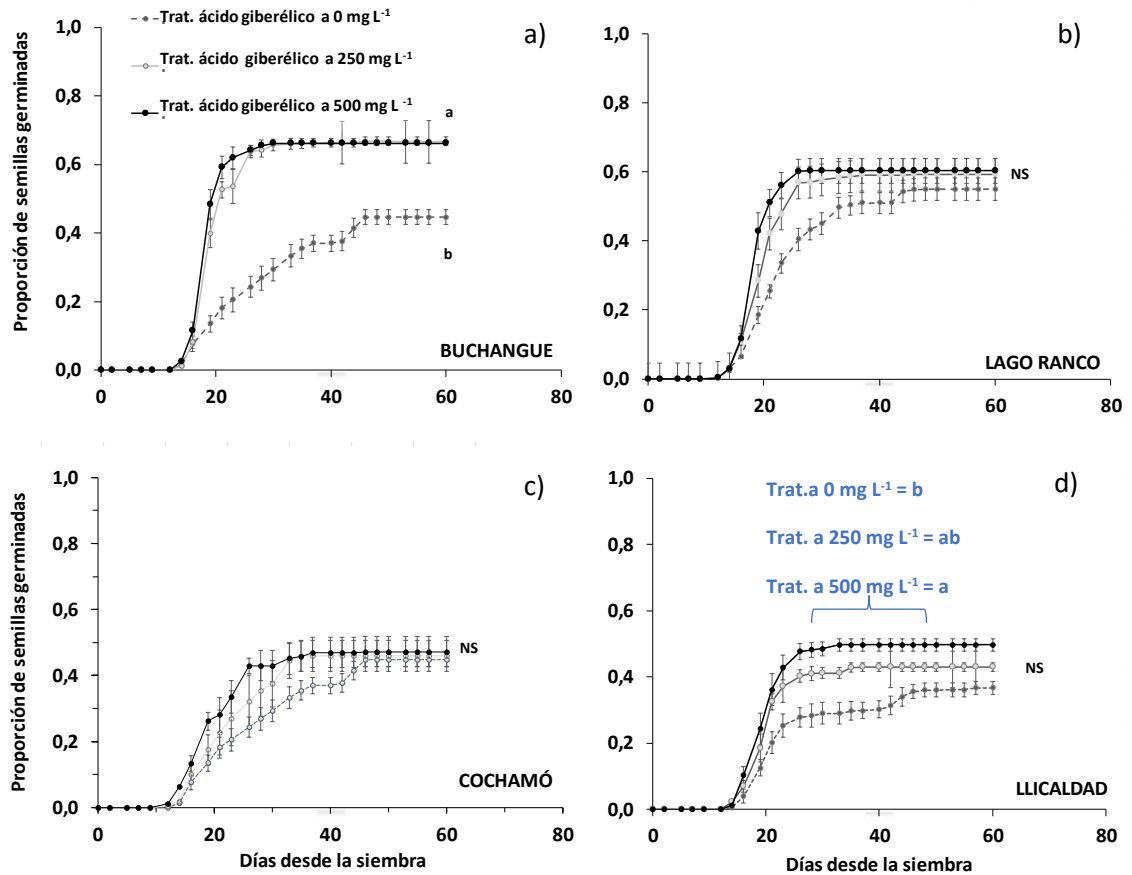 Proporción de semillas germinadas
1,0
0,8
0,6
0,4
0,2
0,0
0 20 40 60 80
Trat. ácido giberélico a 0 mg L-1
Trat. ácido giberélico a 250 mg L-1
Trat. ácido giberélico a 500 mg L-1
a)
a
b
BUCHANGUE
1,0
0,8
0,6
0,4
0,2
0,0
0 20 40 60 80
b)
NS
LAGO RANCO
Proporción de semillas germinadas
1,0
0,8
0,6
0,4
0,2
0,0
0 20 40 60 80
Días desde la siembra
c)
NS
COCHAMÓ
1,0
0,8
0,6
0,4
0,2
0,0
0 20 40 60 80
Días desde la siembra
d)
Trat.a 0 mg L-1 = b
Trat. a 250 mg L-1 = ab
Trat. a 500 mg L-1 = a
NS
LLICALDAD